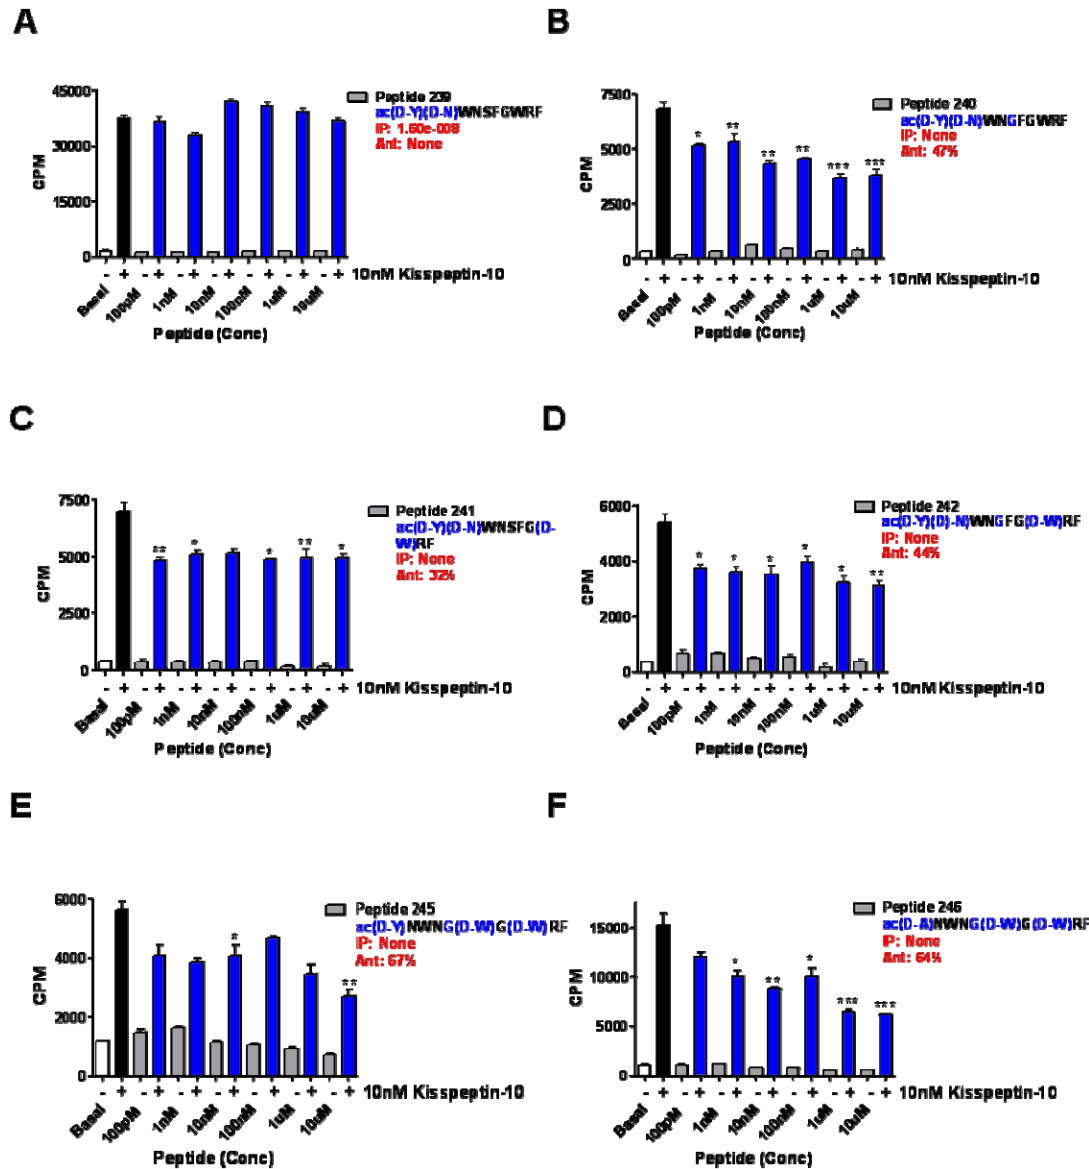 A
45000
30000
15000
0
CPM
Peptide 239
ac(D-Y)(D-N)WNSFGWRF
IP: 1.60e-008
Ant: None
- + - + - + - + - + - + - + 10nM Kisspeptin-10
Basal 100pM 1nM 10nM 100nM 1uM 10uM
Peptide (Conc)
B
7500
5000
2500
0
CPM
Peptide 240
ac(D-Y)(D-N)WNGFGWRF
IP: None
Ant: 47%
* ** ** ** *** ***
- + - + - + - + - + - + - + 10nM Kisspeptin-10
Basal 100pM 1nM 10nM 100nM 1uM 10uM
Peptide (Conc)
C
7500
5000
2500
0
CPM
Peptide 241
ac(D-Y)(D-N)WNSFG(D-
W)RF
IP: None
Ant: 32%
** * * ** *
- + - + - + - + - + - + - + 10nM Kisspeptin-10
Basal 100pM 1nM 10nM 100nM 1uM 10uM
Peptide (Conc)
D
6000
4000
2000
0
CPM
Peptide 242
ac(D-Y)(D)-N)WNGFG(D-W)RF
IP: None
Ant: 44%
* * * * * **
- + - + - + - + - + - + - + 10nM Kisspeptin-10
Basal 100pM 1nM 10nM 100nM 1uM 10uM
Peptide (Conc)
E
6000
4000
2000
0
CPM
Peptide 245
ac(D-Y)NWNG(D-W)G(D-W)RF
IP: None
Ant: 67%
* **
- + - + - + - + - + - + - + 10nM Kisspeptin-10
Basal 100pM 1nM 10nM 100nM 1uM 10uM
Peptide (Conc)
F
15000
10000
5000
0
CPM
Peptide 246
ac(D-A)NWNG(D-W)G(D-W)RF
IP: None
Ant: 64%
* ** * *** ***
- + - + - + - + - + - + - + 10nM Kisspeptin-10
Basal 100pM 1nM 10nM 100nM 1uM 10uM
Peptide (Conc)